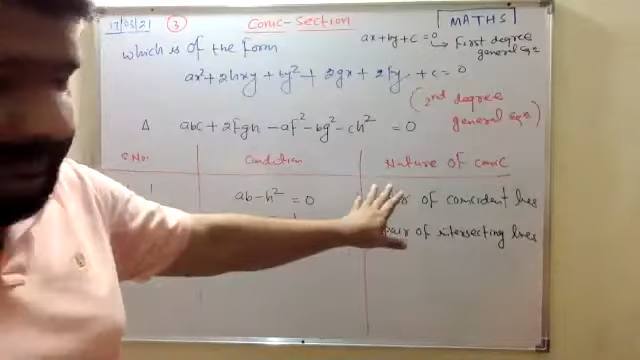 17/03/21 3 Conic-Section MATHS
which is of the form
ax+by+c=0 → First degree general eqn
ax²+2hxy+by²+2gx+2fy+c=0
(2nd degree general eqn)
Δ abc+2fgh-af²-bg²-ch² =0
S.No. Condition Nature of conic
1 ab-h²=0 of coincident lines
pair of intersecting lines